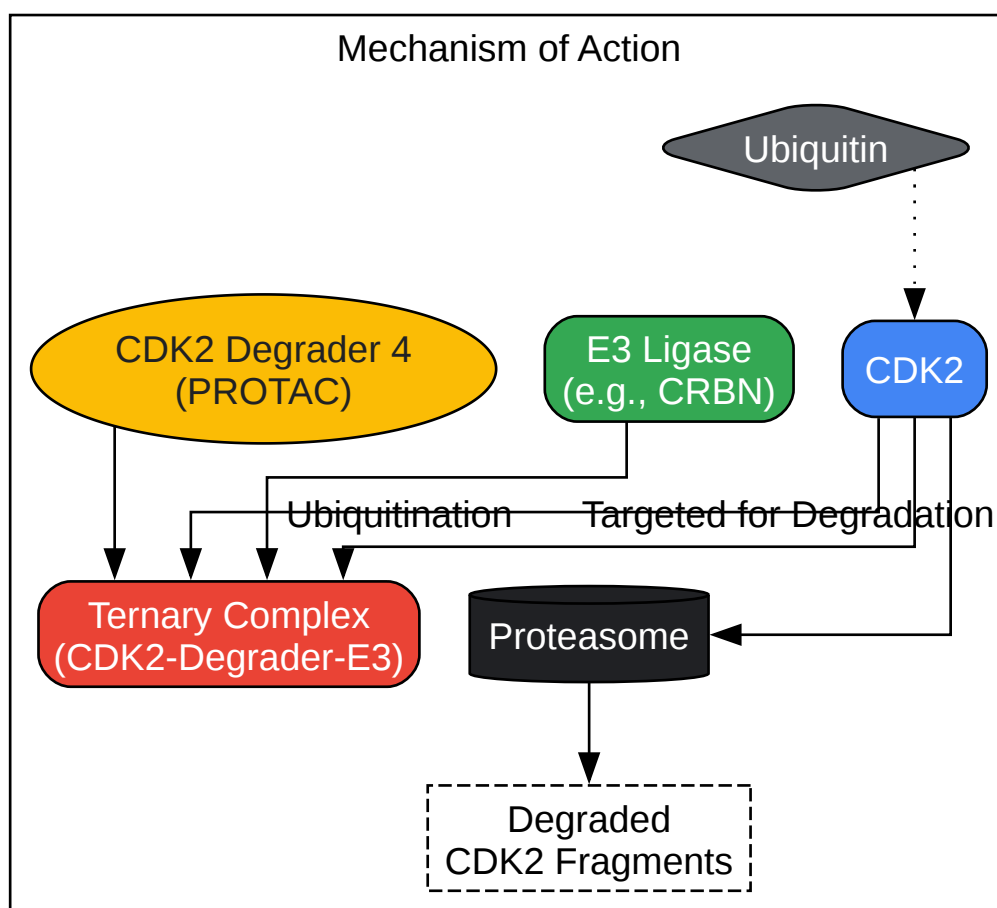 Mechanism of Action
Ubiquitin
CDK2 Degrader 4
(PROTAC)
E3 Ligase
(e.g., CRBN)
CDK2
Ubiquitination
Targeted for Degradation
Ternary Complex
(CDK2-Degrader-E3)
Proteasome
Degraded
CDK2 Fragments